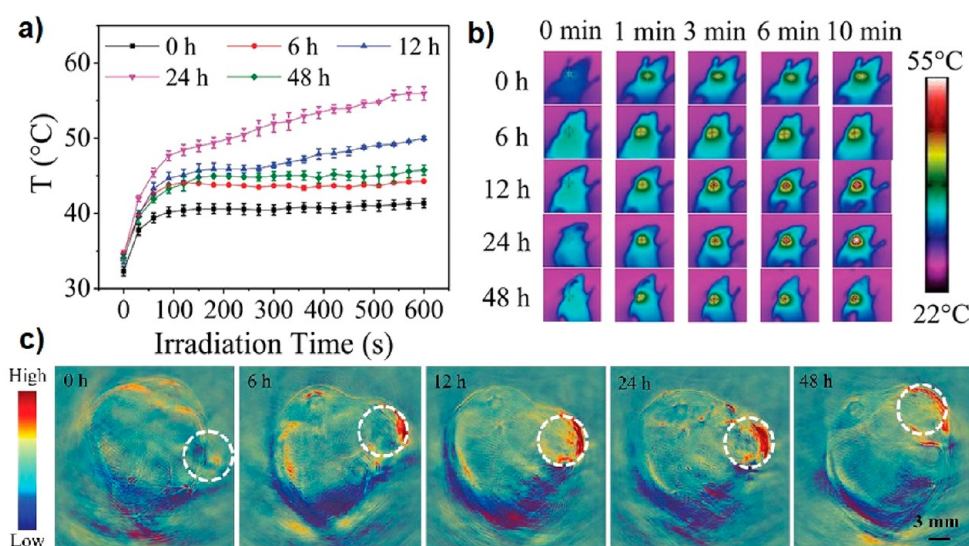 a)
0 h 6 h 12 h
24 h 48 h
60
50
40
30
T (°C)
0 100 200 300 400 500 600
Irradiation Time (s)
b)
0 min 1 min 3 min 6 min 10 min
0 h
6 h
12 h
24 h
48 h
55°C
22°C
c)
High
Low
0 h 6 h 12 h 24 h 48 h
3 mm